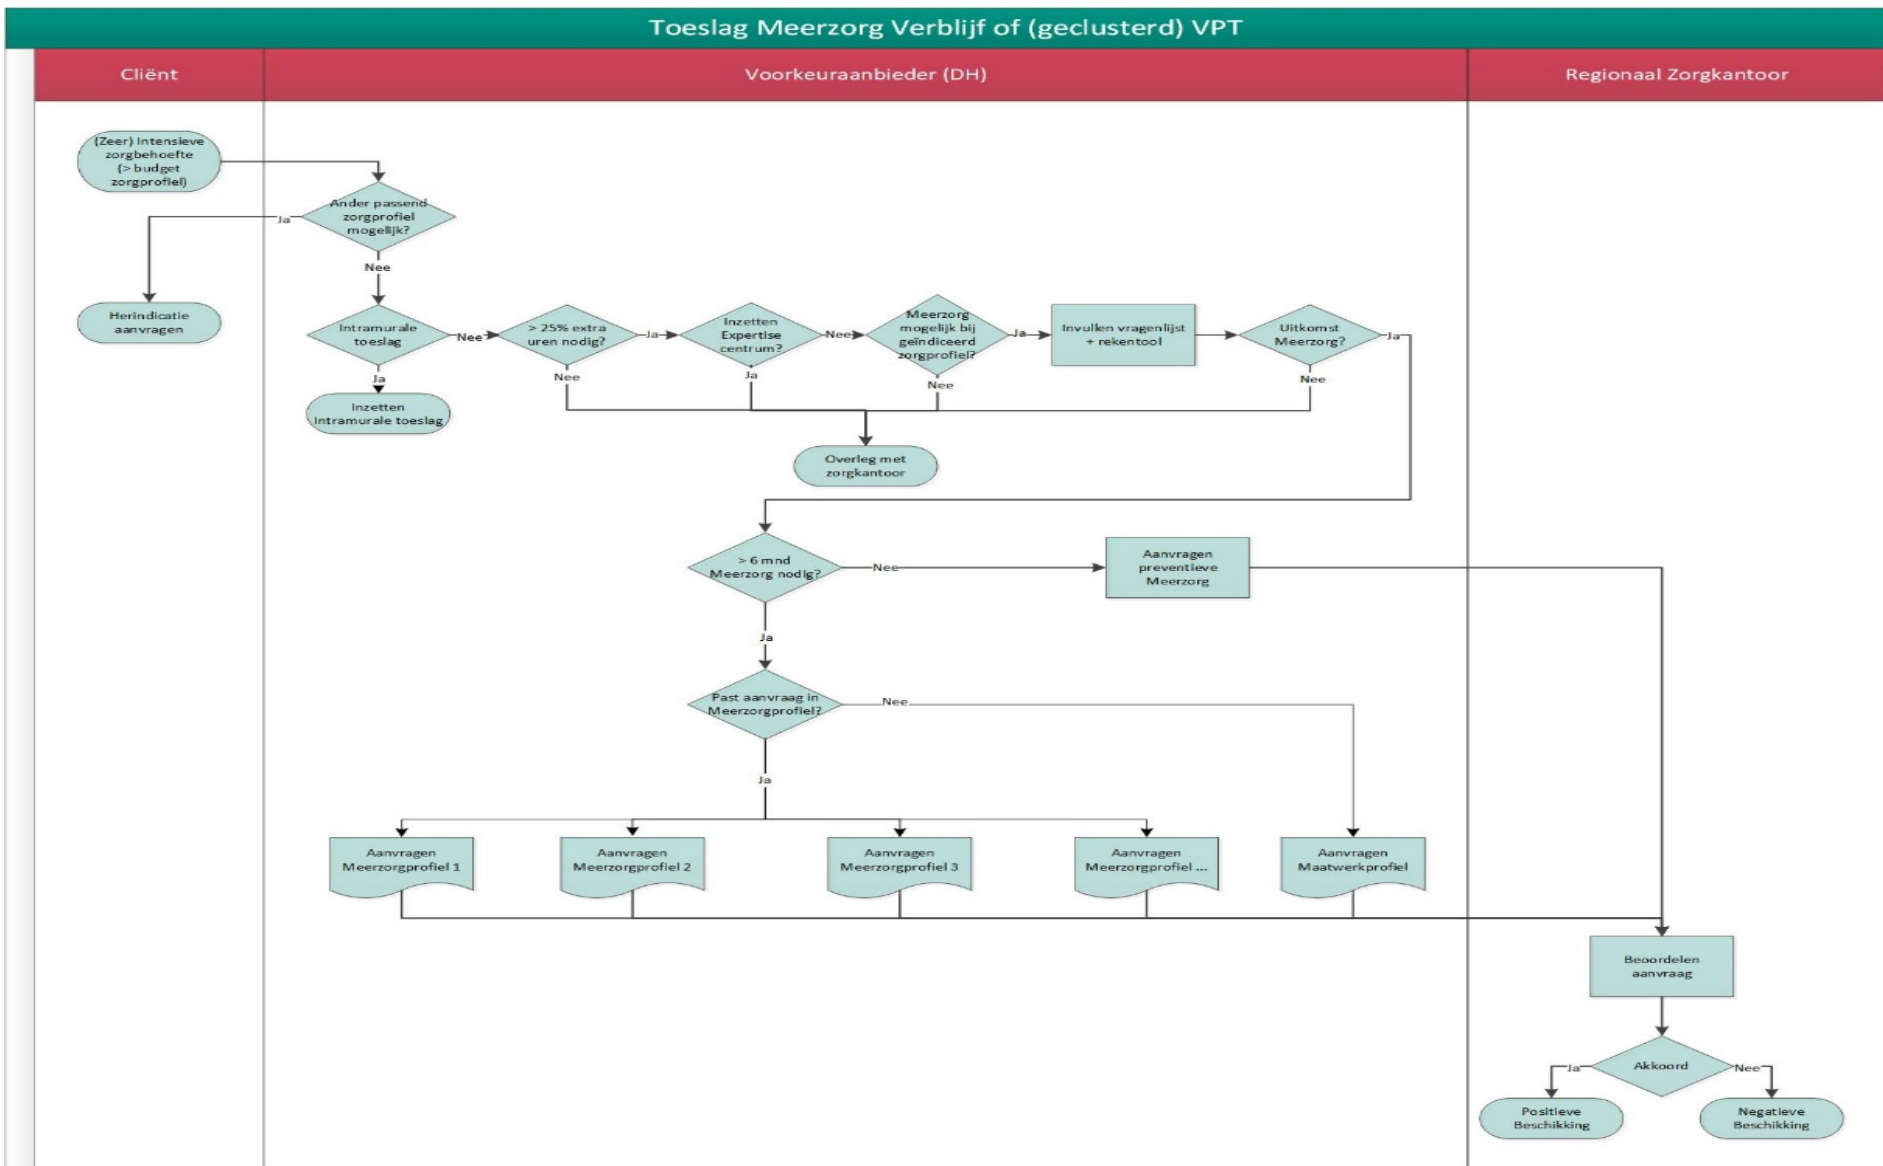 Toeslag Meerzorg Verblijf of (geclusterd) VPT
Cliënt
Voorkeuraanbieder (DH)
Regionaal Zorgkantoor
(Zeer) Intensieve
zorgbehoefte
(> budget
zorgprofiel)
Ander passend
zorgprofiel
mogelijk?
Ja
Nee
Herindicatie
aanvragen
Intramurale
toeslag
Nee
> 25% extra
uren nodig?
Ja
Inzetten
Expertise
centrum?
Nee
Meerzorg
mogelijk bij
geïndiceerd
zorgprofiel?
Ja
Invullen vragenlijst
+ rekentool
Uitkomst
Meerzorg?
Ja
Ja
Nee
Ja
Nee
Nee
Inzetten
Intramurale toeslag
Overleg met
zorgkantoor
> 6 mnd
Meerzorg nodig?
Nee
Aanvragen
preventieve
Meerzorg
Ja
Past aanvraag in
Meerzorgprofiel?
Nee
Ja
Aanvragen
Meerzorgprofiel 1
Aanvragen
Meerzorgprofiel 2
Aanvragen
Meerzorgprofiel 3
Aanvragen
Meerzorgprofiel ...
Aanvragen
Maatwerkprofiel
Beoordelen
aanvraag
Akkoord
Ja
Nee
Positieve
Beschikking
Negatieve
Beschikking